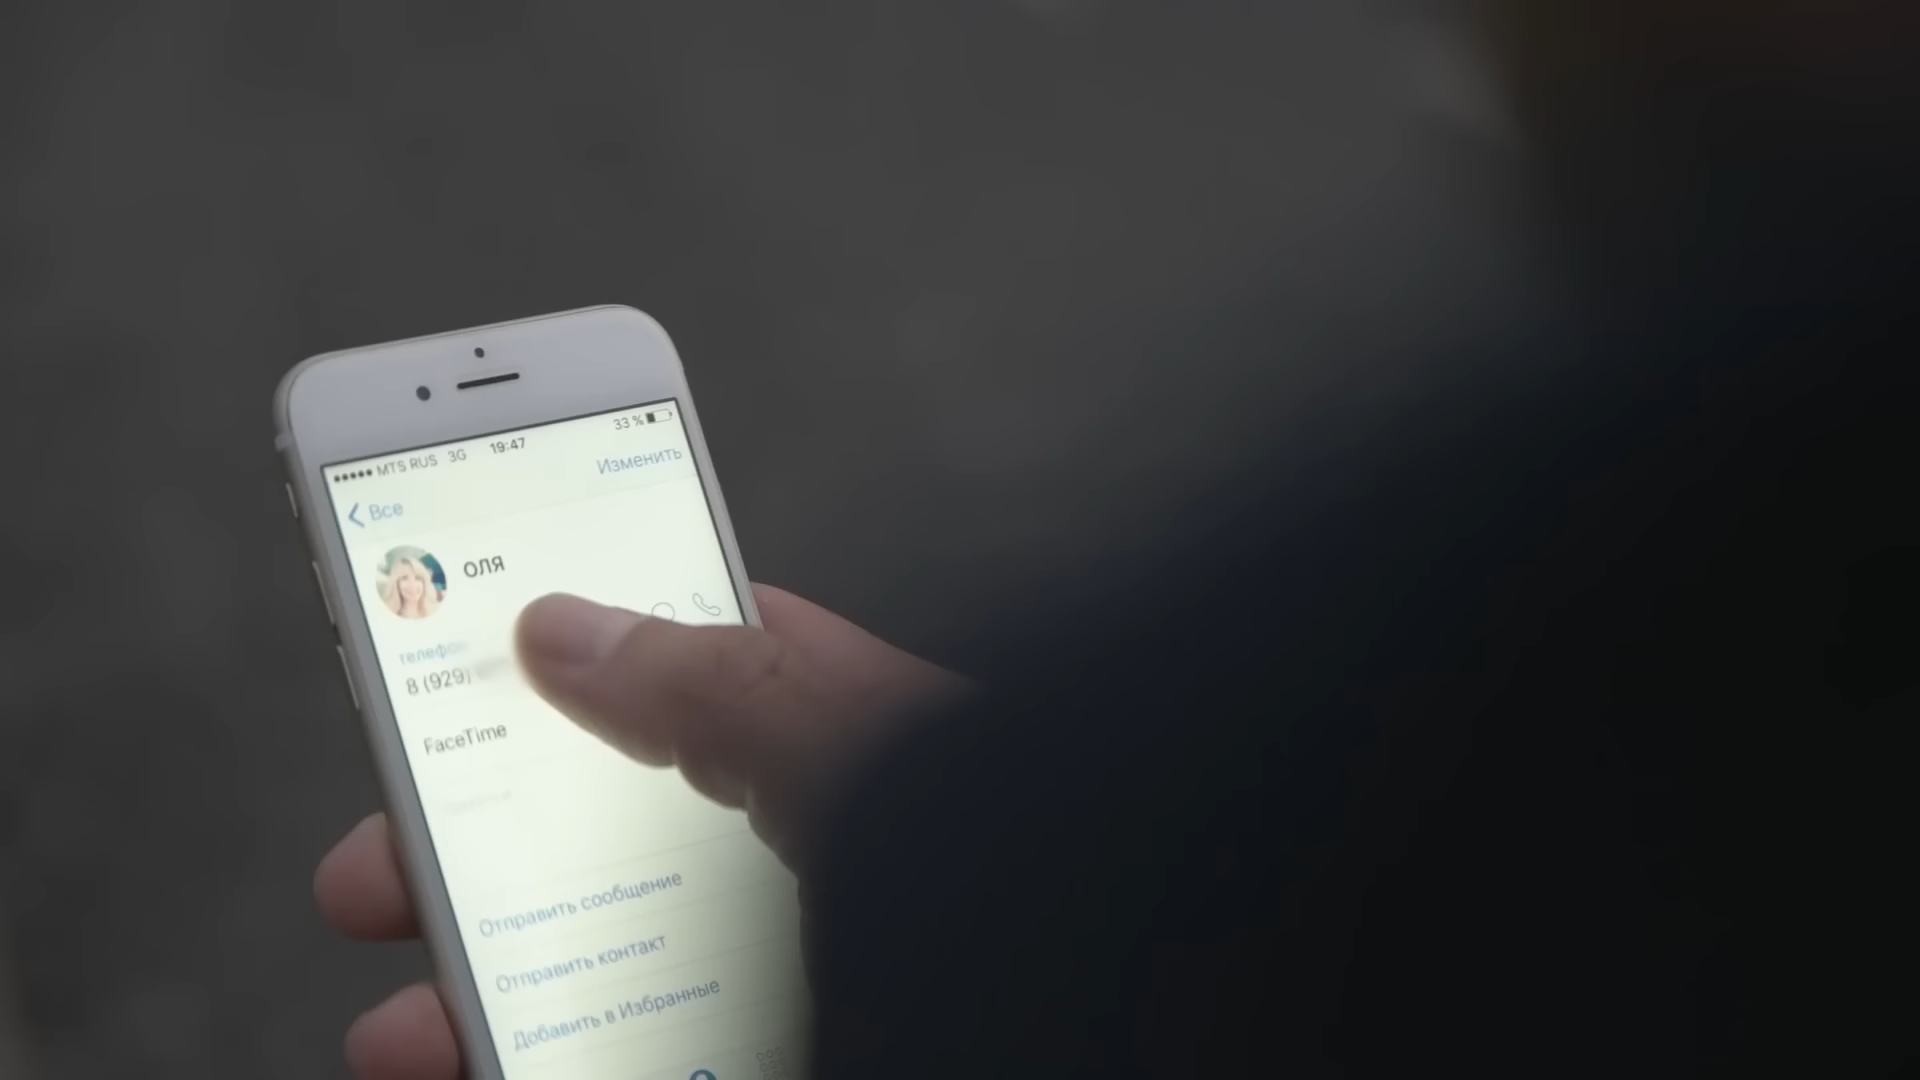 MTS RUS 3G 19:47 33 %
Все Изменить
оля
8 (929)
FaceTime
Отправить сообщение
Отправить контакт
Добавить в Избранные